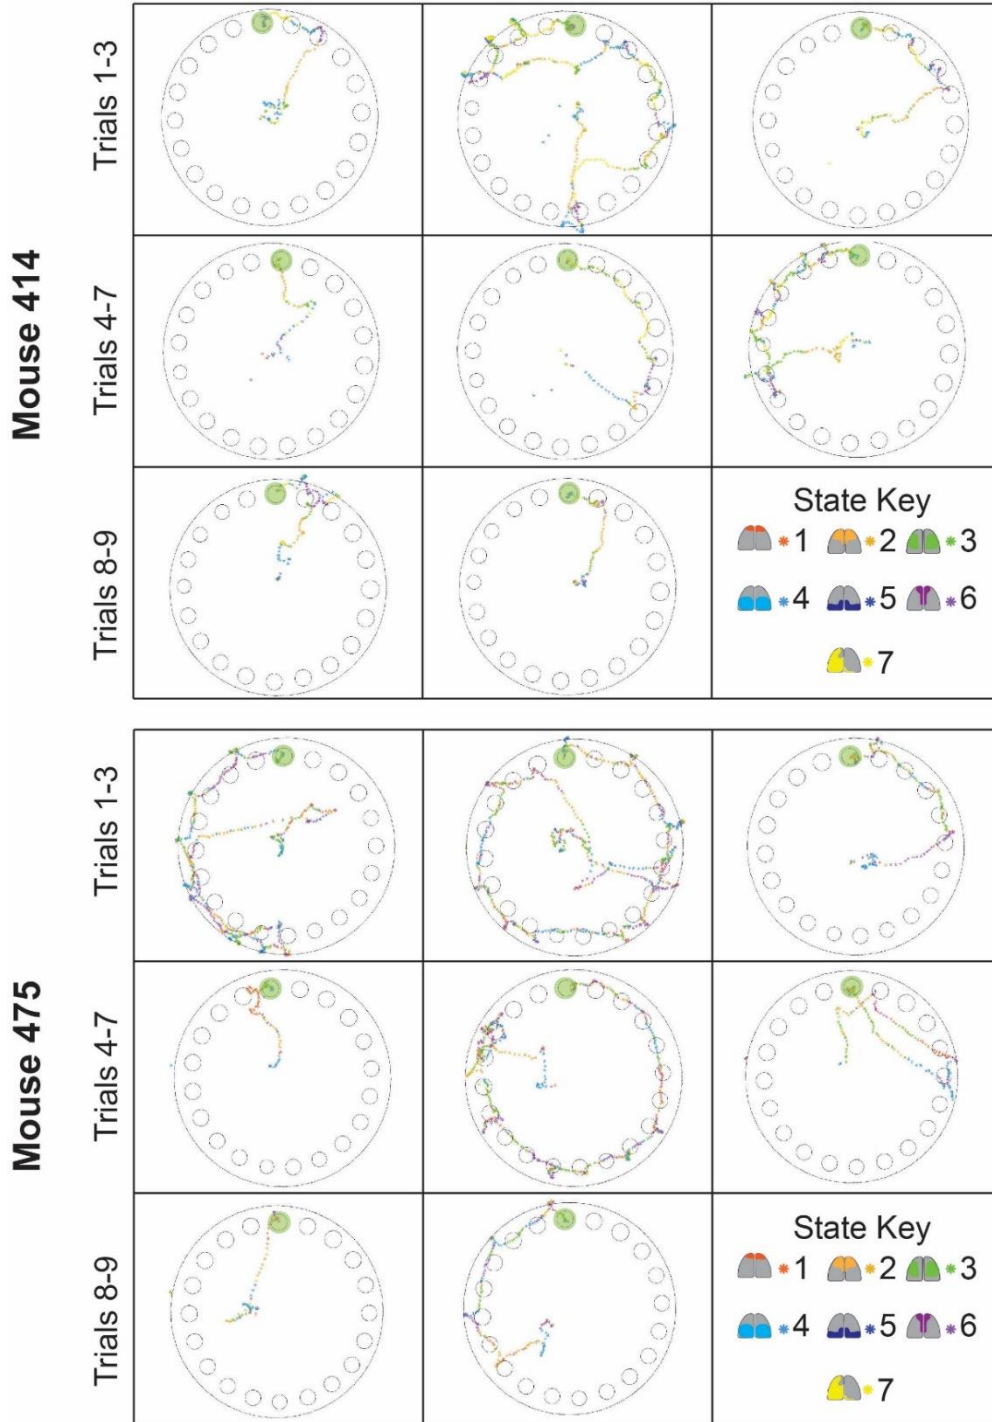 Mouse 414
Trials 1-3
Trials 4-7
Trials 8-9
State Key
*1 *2 *3
*4 *5 *6
*7
Mouse 475
Trials 1-3
Trials 4-7
Trials 8-9
State Key
*1 *2 *3
*4 *5 *6
*7